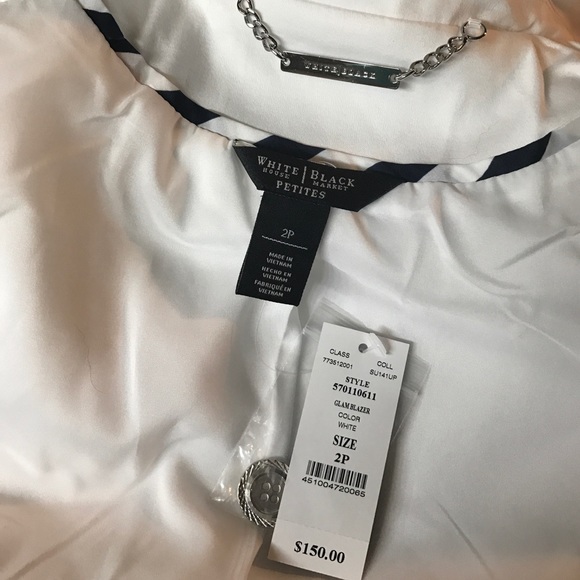 WHITE | BLACK
WHITE | BLACK
HOUSE | MARKET
PETITES
2P
MADE IN
VIETNAM
HECHO EN
VIETNAM
FABRIQUÉ EN
VIETNAM
CLASS COLL
773512001 SU141UP
STYLE
570110611
GLAM BLAZER
COLOR
WHITE
SIZE
2P
451004720065
$150.00